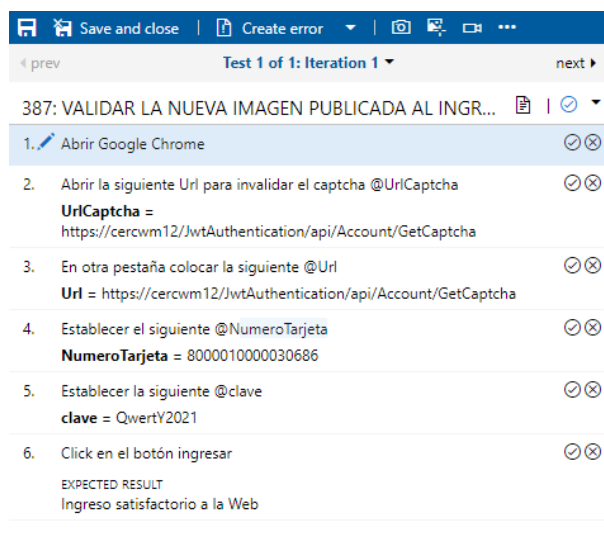 Save and close | Create error
prev Test 1 of 1: Iteration 1 next
387: VALIDAR LA NUEVA IMAGEN PUBLICADA AL INGR...
1. Abrir Google Chrome
2. Abrir la siguiente Url para invalidar el captcha @UrlCaptcha
UrlCaptcha =
https://cercwm12/JwtAuthentication/api/Account/GetCaptcha
3. En otra pestaña colocar la siguiente @Url
Url = https://cercwm12/JwtAuthentication/api/Account/GetCaptcha
4. Establecer el siguiente @NumeroTarjeta
NumeroTarjeta = 8000010000030686
5. Establecer la siguiente @clave
clave = QwertY2021
6. Click en el botón ingresar
EXPECTED RESULT
Ingreso satisfactorio a la Web